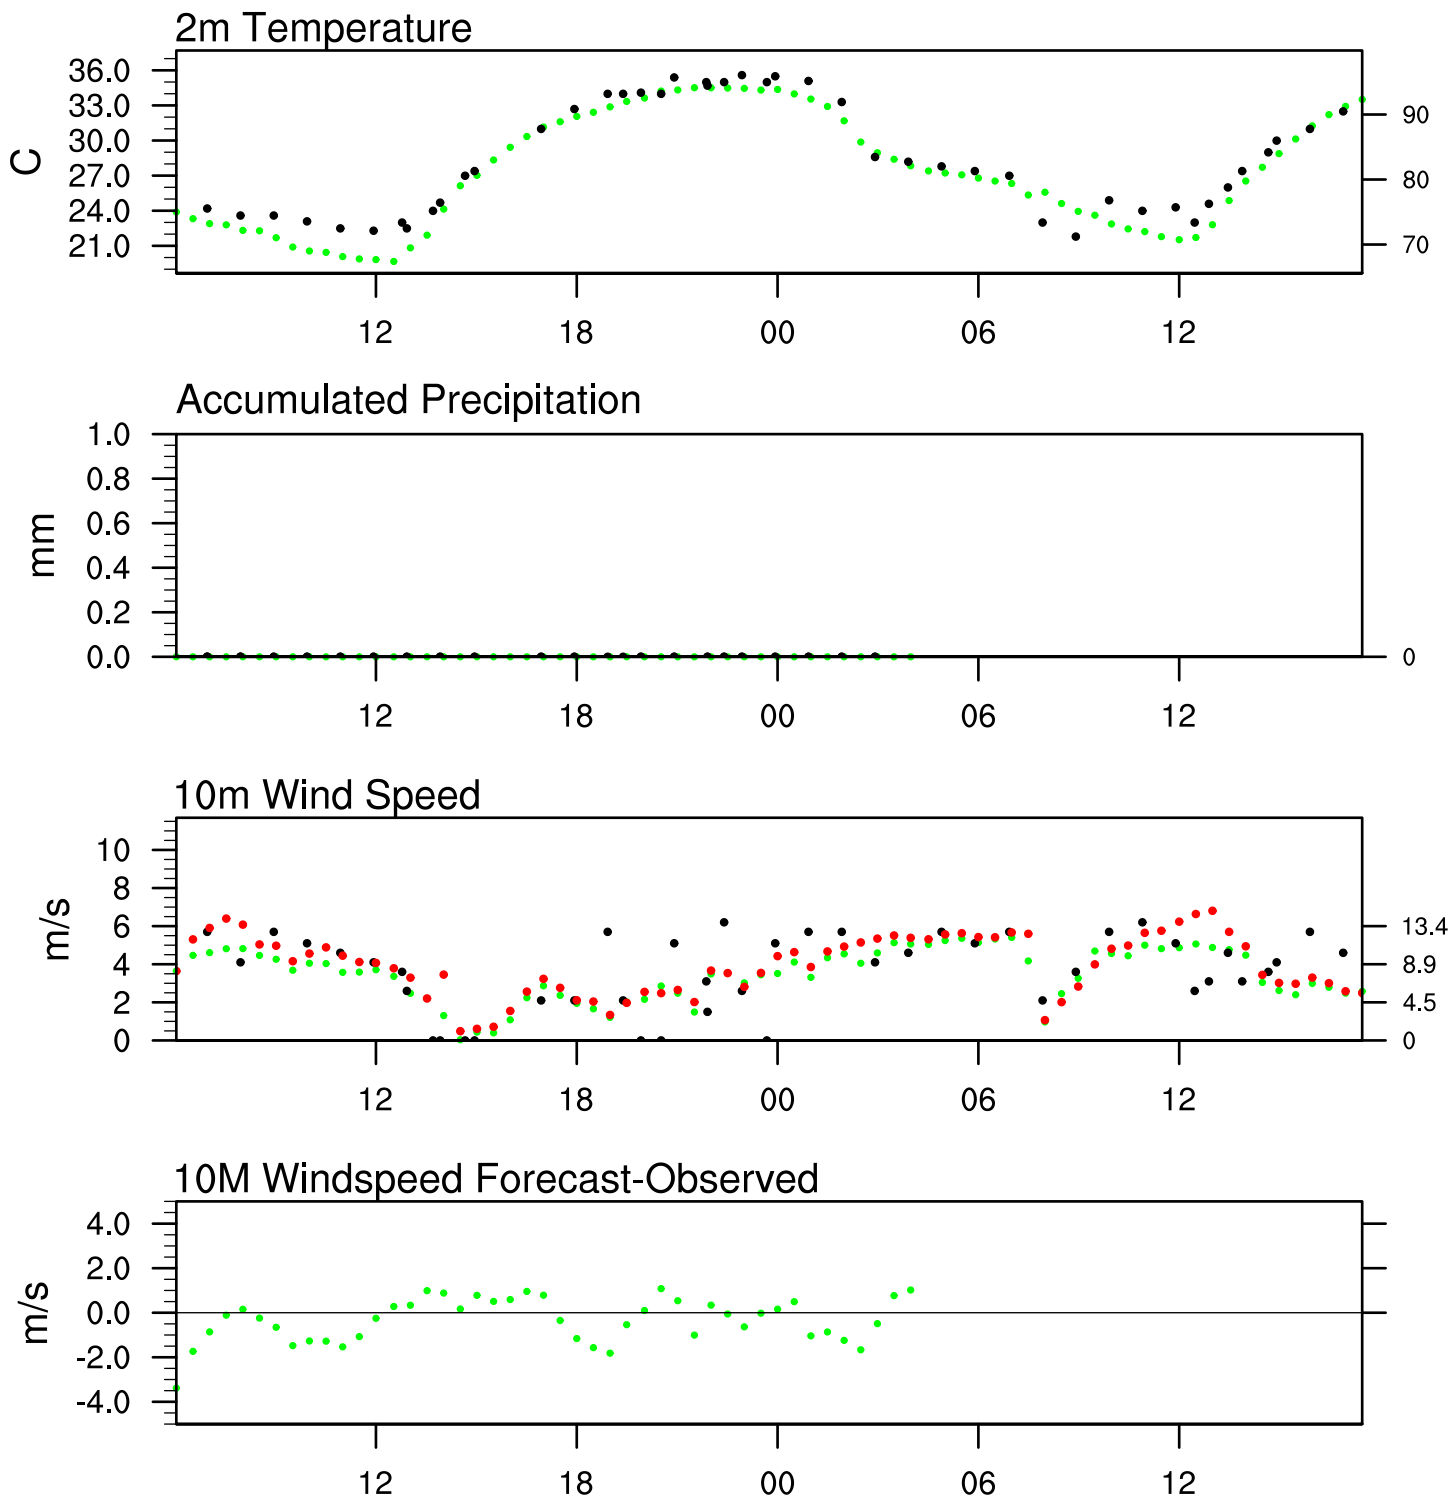 2m Temperature
36.0
33.0
30.0
27.0
24.0
21.0
C
90
80
70
12 18 00 06 12
Accumulated Precipitation
1.0
0.8
0.6
0.4
0.2
0.0
mm
0
12 18 00 06 12
10m Wind Speed
10
8
6
4
2
0
m/s
13.4
8.9
4.5
0
12 18 00 06 12
10M Windspeed Forecast-Observed
4.0
2.0
0.0
-2.0
-4.0
m/s
12 18 00 06 12